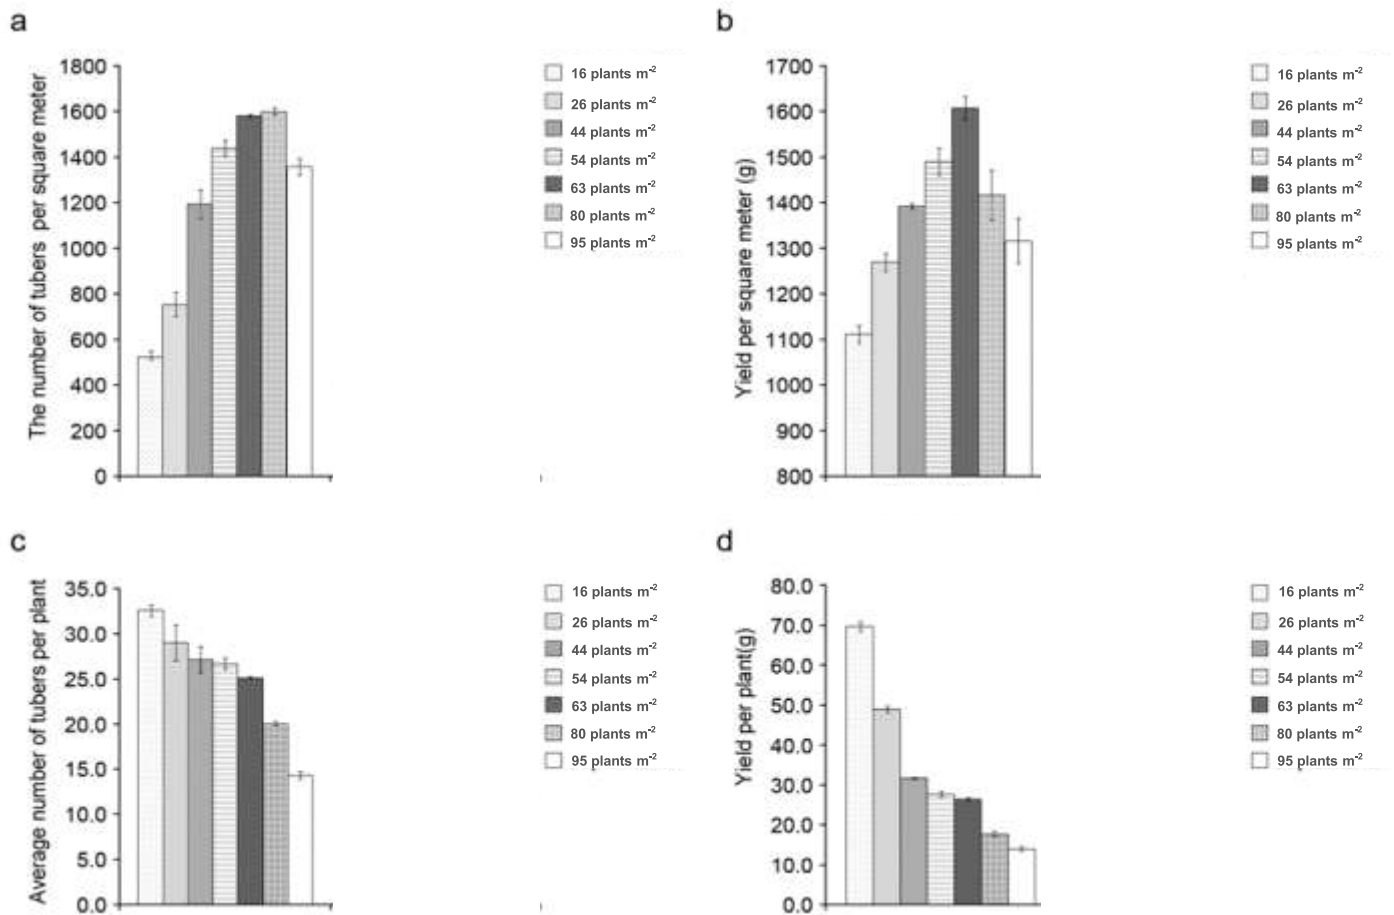 a
The number of tubers per square meter
1800
1600
1400
1200
1000
800
600
400
200
0
16 plants m-2
26 plants m-2
44 plants m-2
54 plants m-2
63 plants m-2
80 plants m-2
95 plants m-2
b
Yield per square meter (g)
1700
1600
1500
1400
1300
1200
1100
1000
900
800
16 plants m-2
26 plants m-2
44 plants m-2
54 plants m-2
63 plants m-2
80 plants m-2
95 plants m-2
c
Average number of tubers per plant
35.0
30.0
25.0
20.0
15.0
10.0
5.0
0.0
16 plants m-2
26 plants m-2
44 plants m-2
54 plants m-2
63 plants m-2
80 plants m-2
95 plants m-2
d
Yield per plant(g)
80.0
70.0
60.0
50.0
40.0
30.0
20.0
10.0
0.0
16 plants m-2
26 plants m-2
44 plants m-2
54 plants m-2
63 plants m-2
80 plants m-2
95 plants m-2